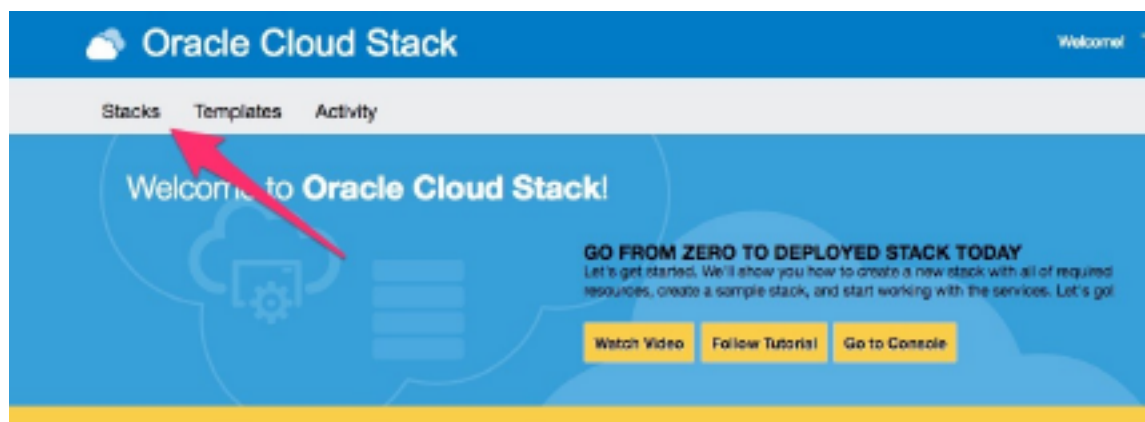 Oracle Cloud Stack
Welcome!
Stacks Templates Activity
Welcome to Oracle Cloud Stack!
GO FROM ZERO TO DEPLOYED STACK TODAY
Let's get started. We'll show you how to create a new stack with all of required
resources, create a sample stack, and start working with the services. Let's go!
Watch Video Follow Tutorial Go to Console